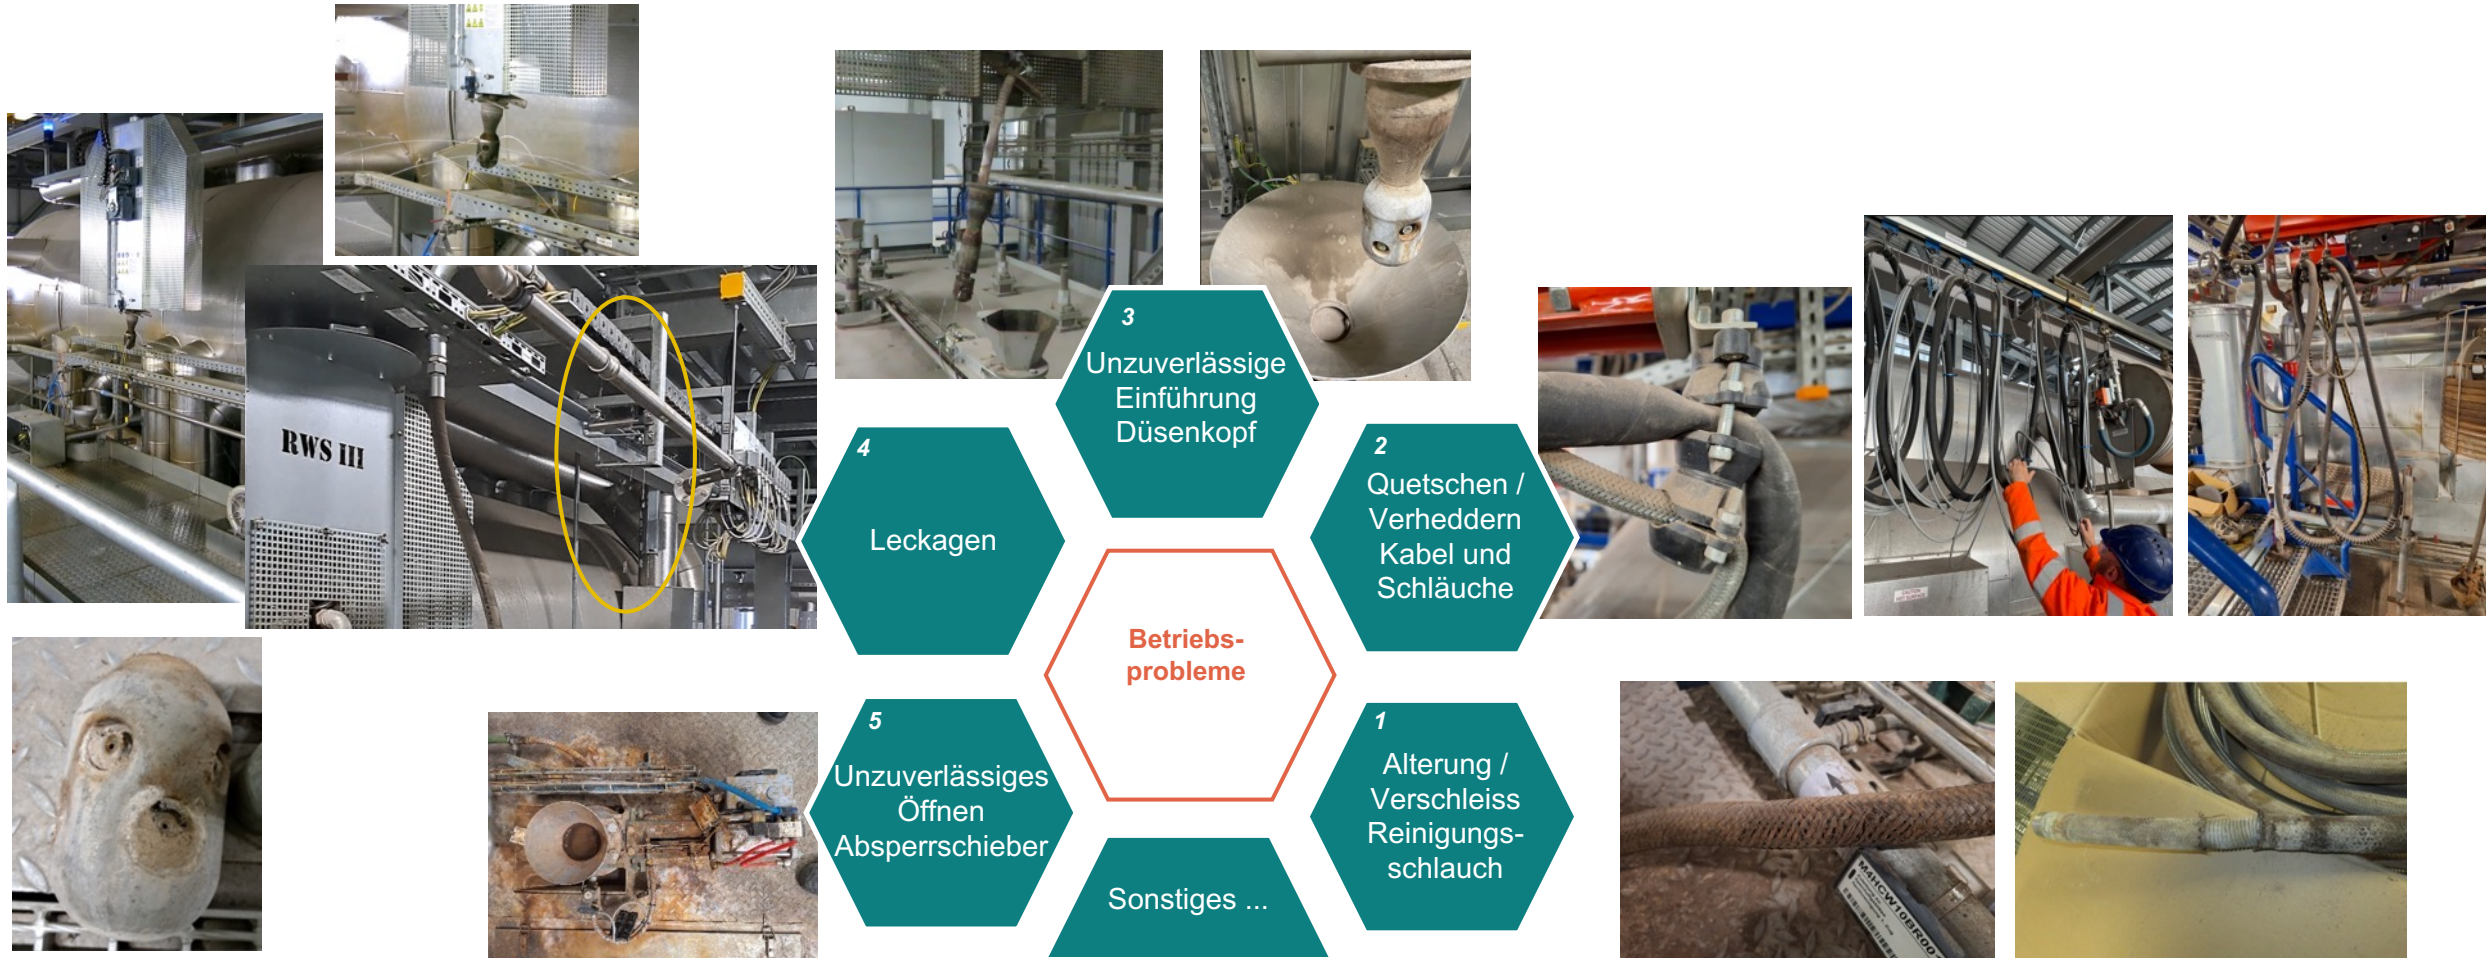 3
Unzuverlässige
Einführung
Düsenkopf
4
Leckagen
2
Quetschen /
Verheddern
Kabel und
Schläuche
RWS III
Betriebs-
probleme
5
Unzuverlässiges
Öffnen
Absperrschieber
1
Alterung /
Verschleiss
Reinigungs-
schlauch
Sonstiges ...
M4HCW10BR00